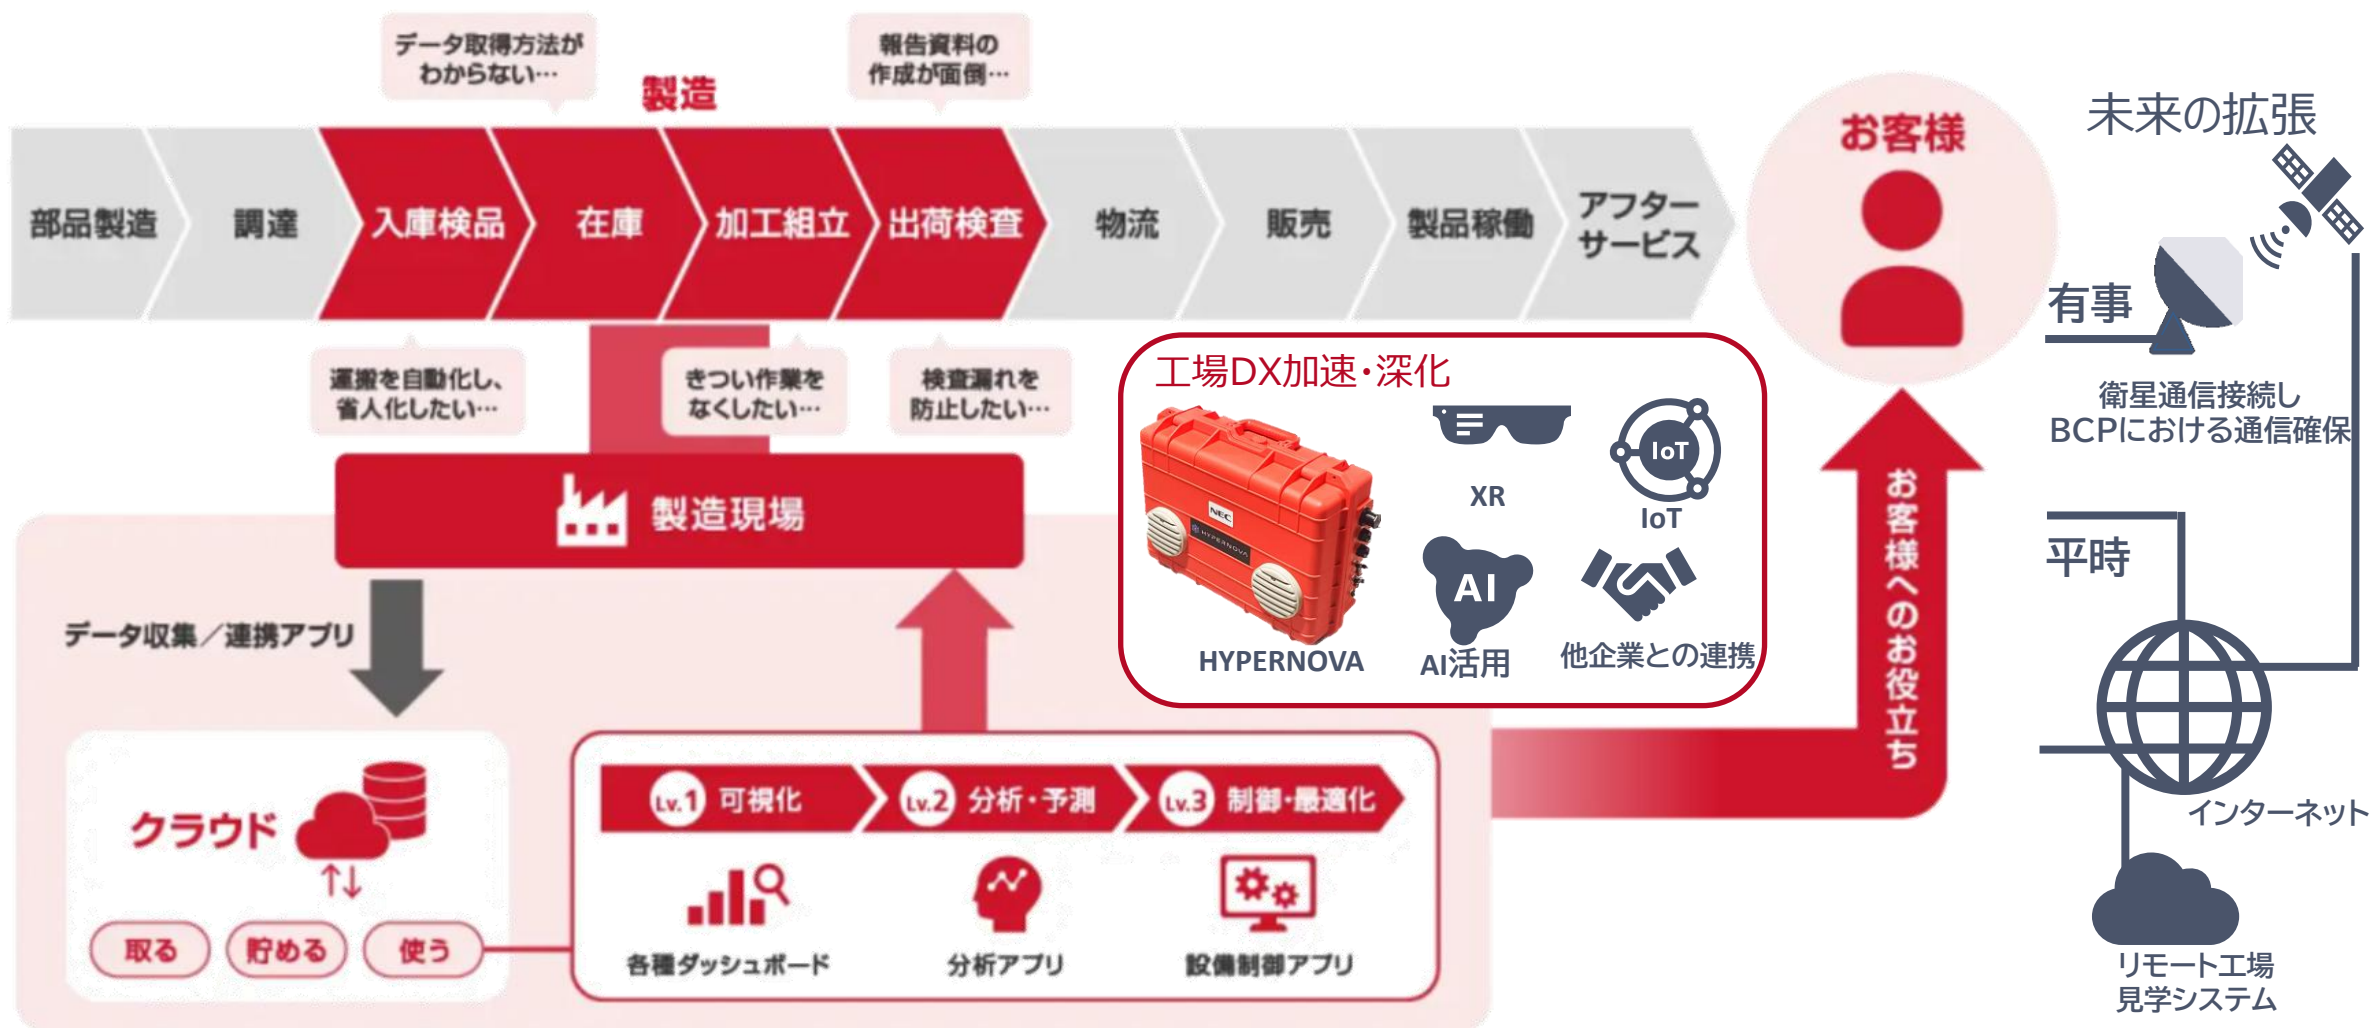 データ取得方法が
わからない…
製造
報告資料の
作成が面倒…
部品製造
調達
入庫検品
在庫
加工組立
出荷検査
物流
販売
製品稼働
アフター
サービス
お客様
運搬を自動化し、
省人化したい…
きつい作業を
なくしたい…
検査漏れを
防止したい…
製造現場
データ収集／連携アプリ
クラウド
取る
貯める
使う
Lv.1 可視化
Lv.2 分析・予測
Lv.3 制御・最適化
各種ダッシュボード
分析アプリ
設備制御アプリ
工場DX加速・深化
NEC
HYPERNOVA
HYPERNOVA
XR
IoT
IoT
AI
AI活用
他企業との連携
お客様へのお役立ち
未来の拡張
有事
衛星通信接続し
BCPにおける通信確保
平時
インターネット
リモート工場
見学システム